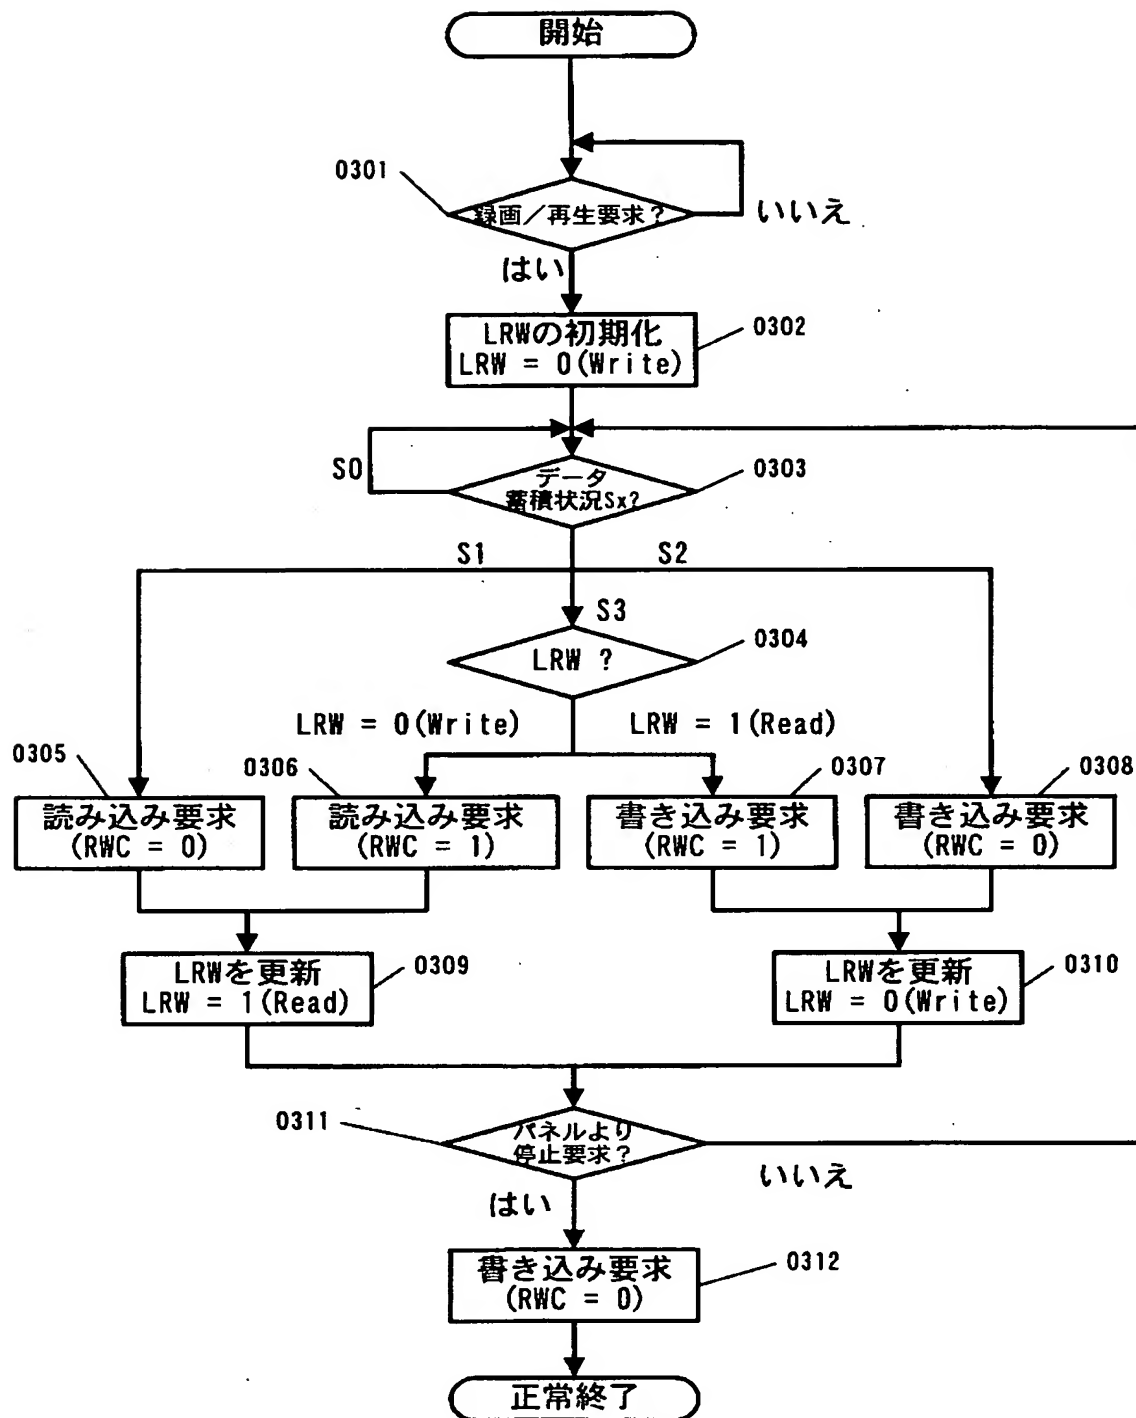 開始
0301
録画／再生要求？
いいえ
はい
LRWの初期化
LRW = 0(Write)
0302
S0
データ
蓄積状況Sx?
0303
S1
S2
S3
LRW ?
0304
LRW = 0(Write)
LRW = 1(Read)
0305
0306
0307
0308
読み込み要求
(RWC = 0)
読み込み要求
(RWC = 1)
書き込み要求
(RWC = 1)
書き込み要求
(RWC = 0)
LRWを更新
LRW = 1(Read)
0309
LRWを更新
LRW = 0(Write)
0310
0311
パネルより
停止要求？
いいえ
はい
書き込み要求
(RWC = 0)
0312
正常終了